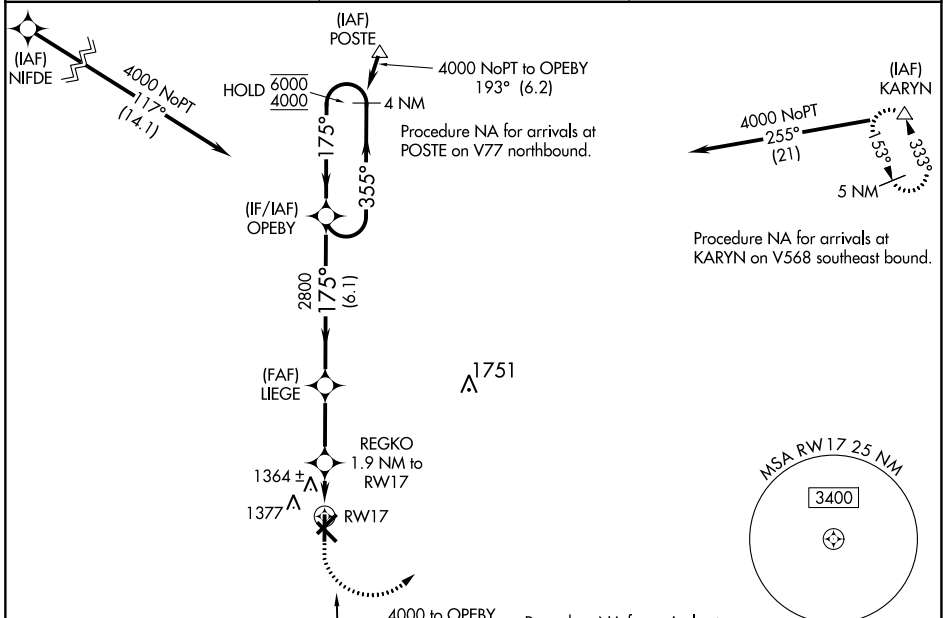 (IAF)
NIFDE
4000 NoPT
117°
(14.1)
(IAF)
POSTE
4000 NoPT to OPEBY
193° (6.2)
HOLD 6000
4000
4 NM
175°
355°
Procedure NA for arrivals at
POSTE on V77 northbound.
(IAF)
KARYN
4000 NoPT
255°
(21)
153°
333°
5 NM
Procedure NA for arrivals at
KARYN on V568 southeast bound.
(IF/IAF)
OPEBY
2800
175°
(6.1)
(FAF)
LIEGE
1751
REGKO
1.9 NM to
RW17
1364 ±
1377
RW17
MSA RW17 25 NM
3400
4000 to OPEBY